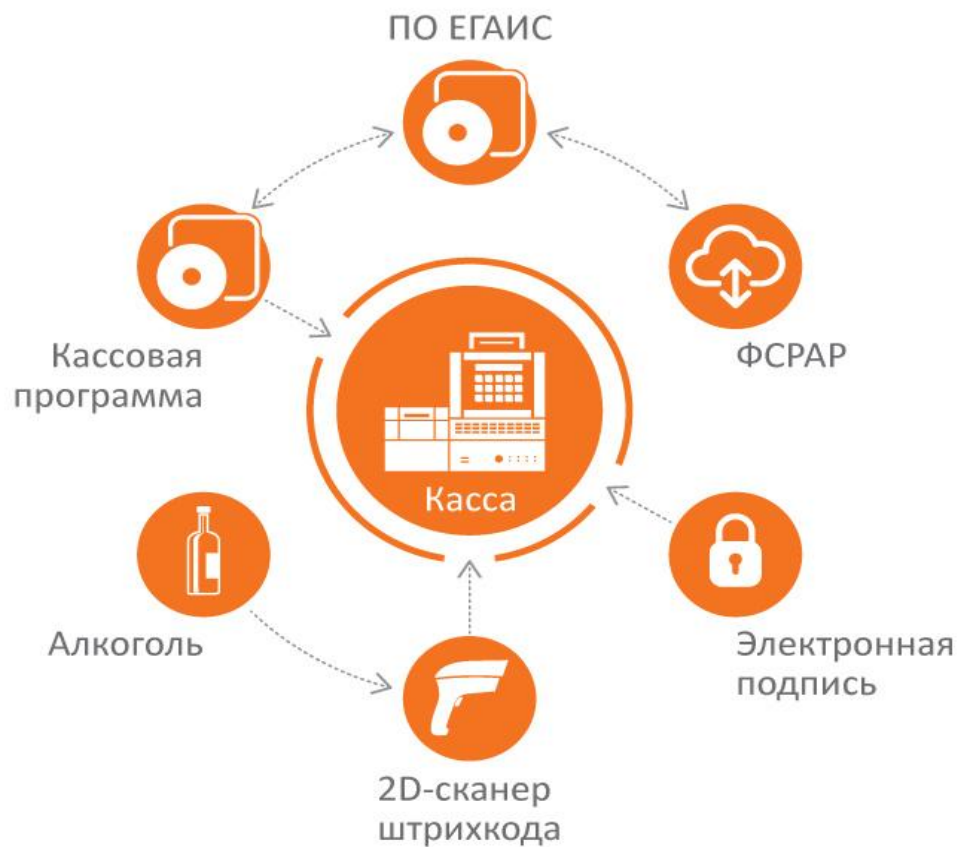 ПО ЕГАИС
Кассовая
программа
ФСРАР
Касса
Алкоголь
Электронная
подпись
2D-сканер
штрихкода